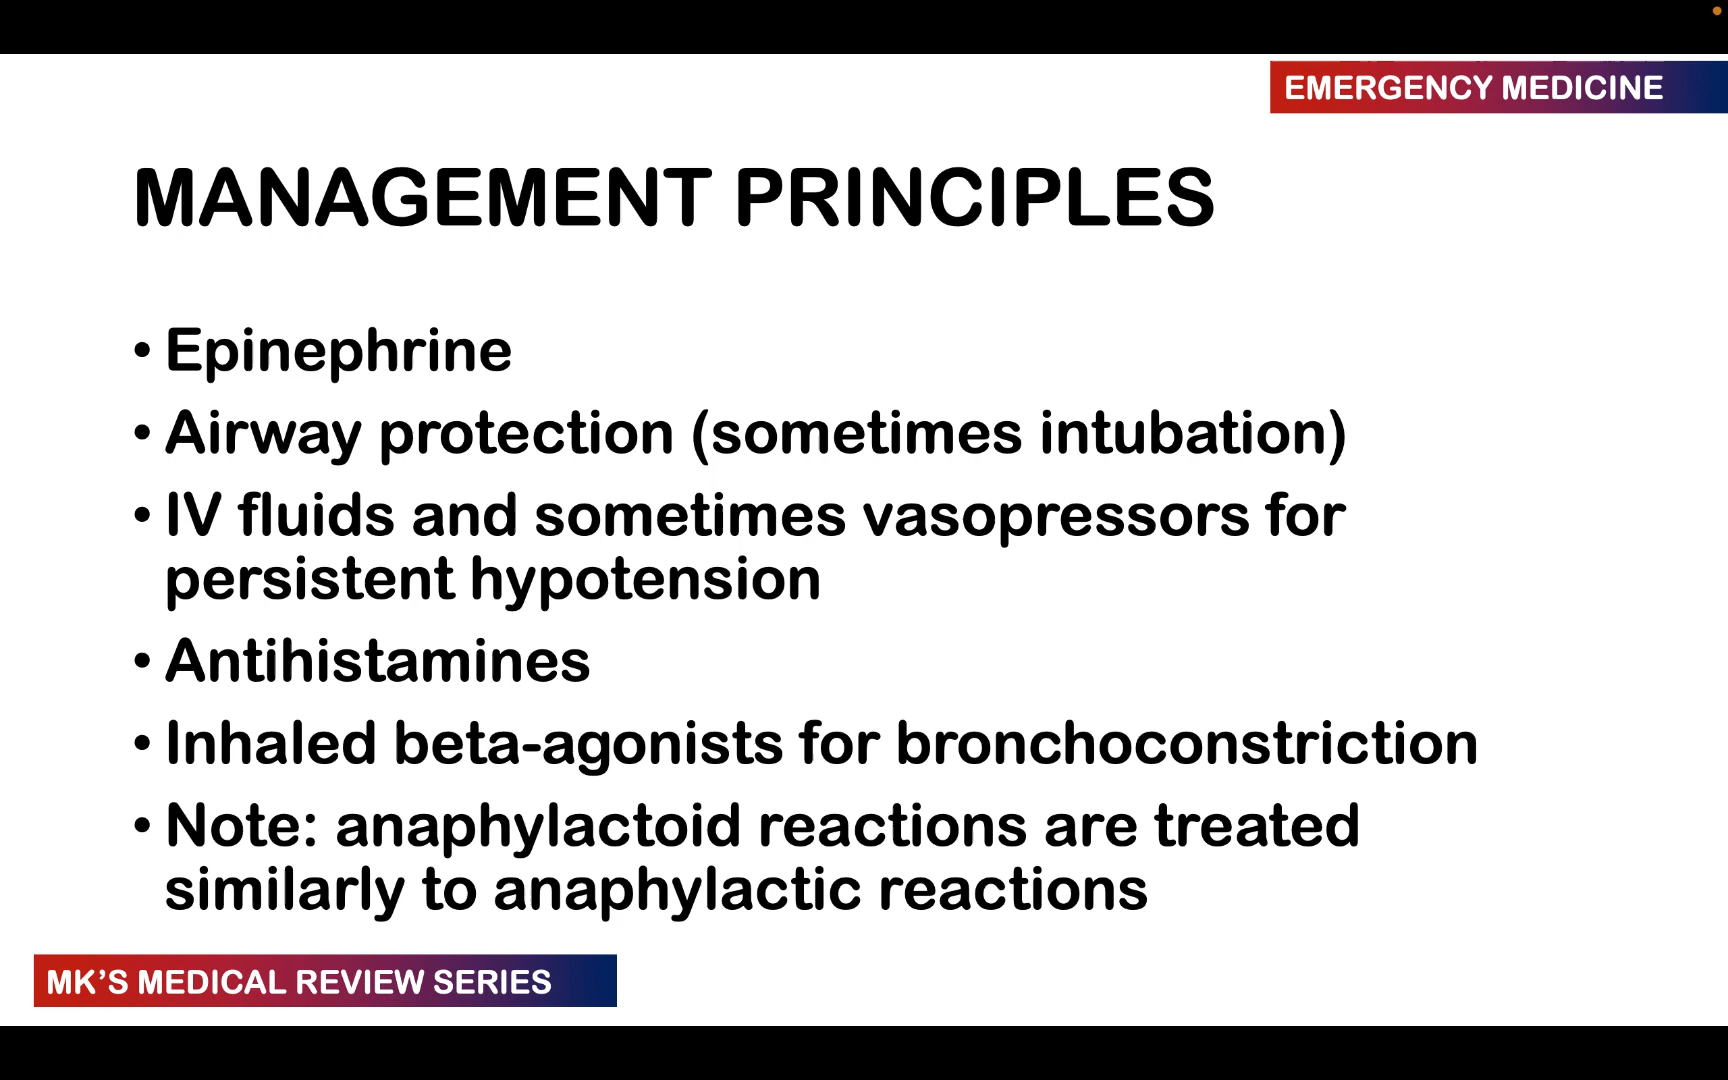 EMERGENCY MEDICINE
MANAGEMENT PRINCIPLES
• Epinephrine
• Airway protection (sometimes intubation)
• IV fluids and sometimes vasopressors for
persistent hypotension
• Antihistamines
• Inhaled beta-agonists for bronchoconstriction
• Note: anaphylactoid reactions are treated
similarly to anaphylactic reactions
MK’S MEDICAL REVIEW SERIES